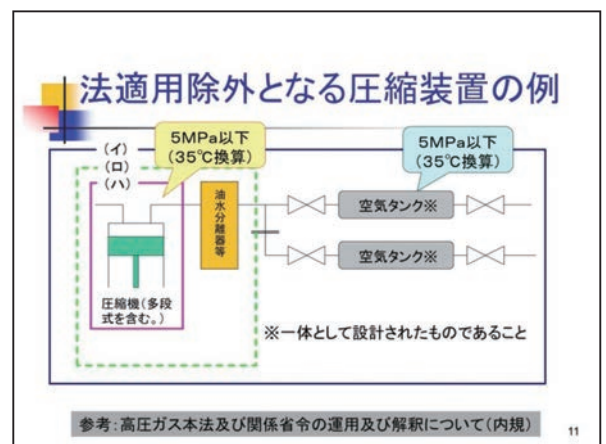 法適用除外となる圧縮装置の例
(イ)
(ロ)
(ハ)
5MPa以下
(35℃換算)
5MPa以下
(35℃換算)
油水分離器等
空気タンク※
空気タンク※
圧縮機(多段
式を含む。)
※一体として設計されたものであること
参考:高圧ガス本法及び関係省令の運用及び解釈について(内規)
11